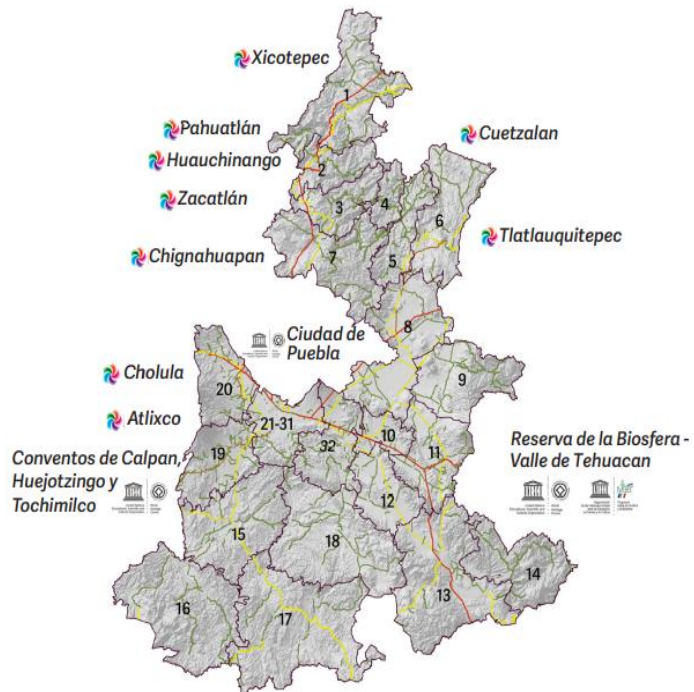 Xicotepec
1
Pahuatlán
Cuetzalan
Huauchinango
2
Zacatlán
3
4
6
Tlatlauquitepec
Chignahuapan
7
5
8
Ciudad de
Puebla
Cholula
20
9
Atlixco
21-31
32
10
11
Conventos de Calpan,
Huejotzingo y
Tochimilco
19
Reserva de la Biosfera -
Valle de Tehuacan
12
15
18
14
13
16
17